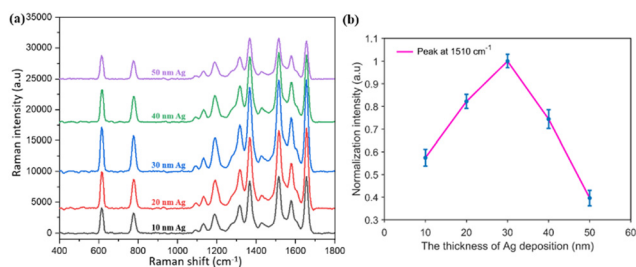 (a)
35000
30000
25000
20000
15000
10000
5000
0
Raman intensity (a.u)
50 nm Ag
40 nm Ag
30 nm Ag
20 nm Ag
10 nm Ag
400 600 800 1000 1200 1400 1600 1800
Raman shift (cm⁻¹)
(b)
1.1
1
0.9
0.8
0.7
0.6
0.5
0.4
0.3
Normalization intensity (a.u)
Peak at 1510 cm⁻¹
0 10 20 30 40 50 60
The thickness of Ag deposition (nm)